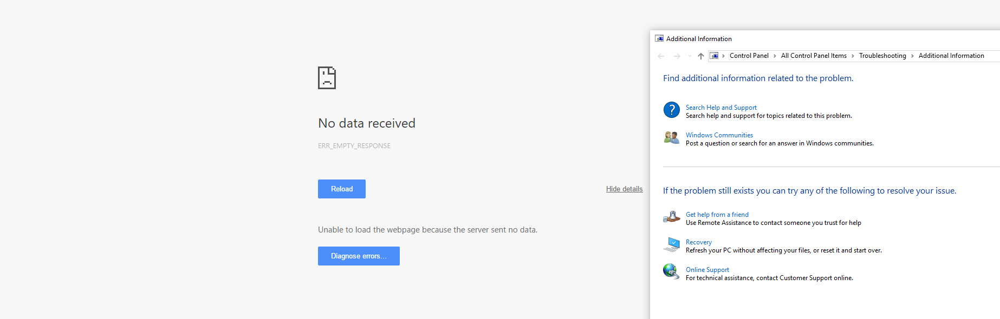 No data received
ERR_EMPTY_RESPONSE
Reload
Hide details
Unable to load the webpage because the server sent no data.
Diagnose errors...
Additional Information
Control Panel > All Control Panel Items > Troubleshooting > Additional Information
Find additional information related to the problem.
Search Help and Support
Search help and support for topics related to this problem.
Windows Communities
Post a question or search for an answer in Windows communities.
If the problem still exists you can try any of the following to resolve your issue.
Get help from a friend
Use Remote Assistance to contact someone you trust for help
Recovery
Refresh your PC without affecting your files, or reset it and start over.
Online Support
For technical assistance, contact Customer Support online.